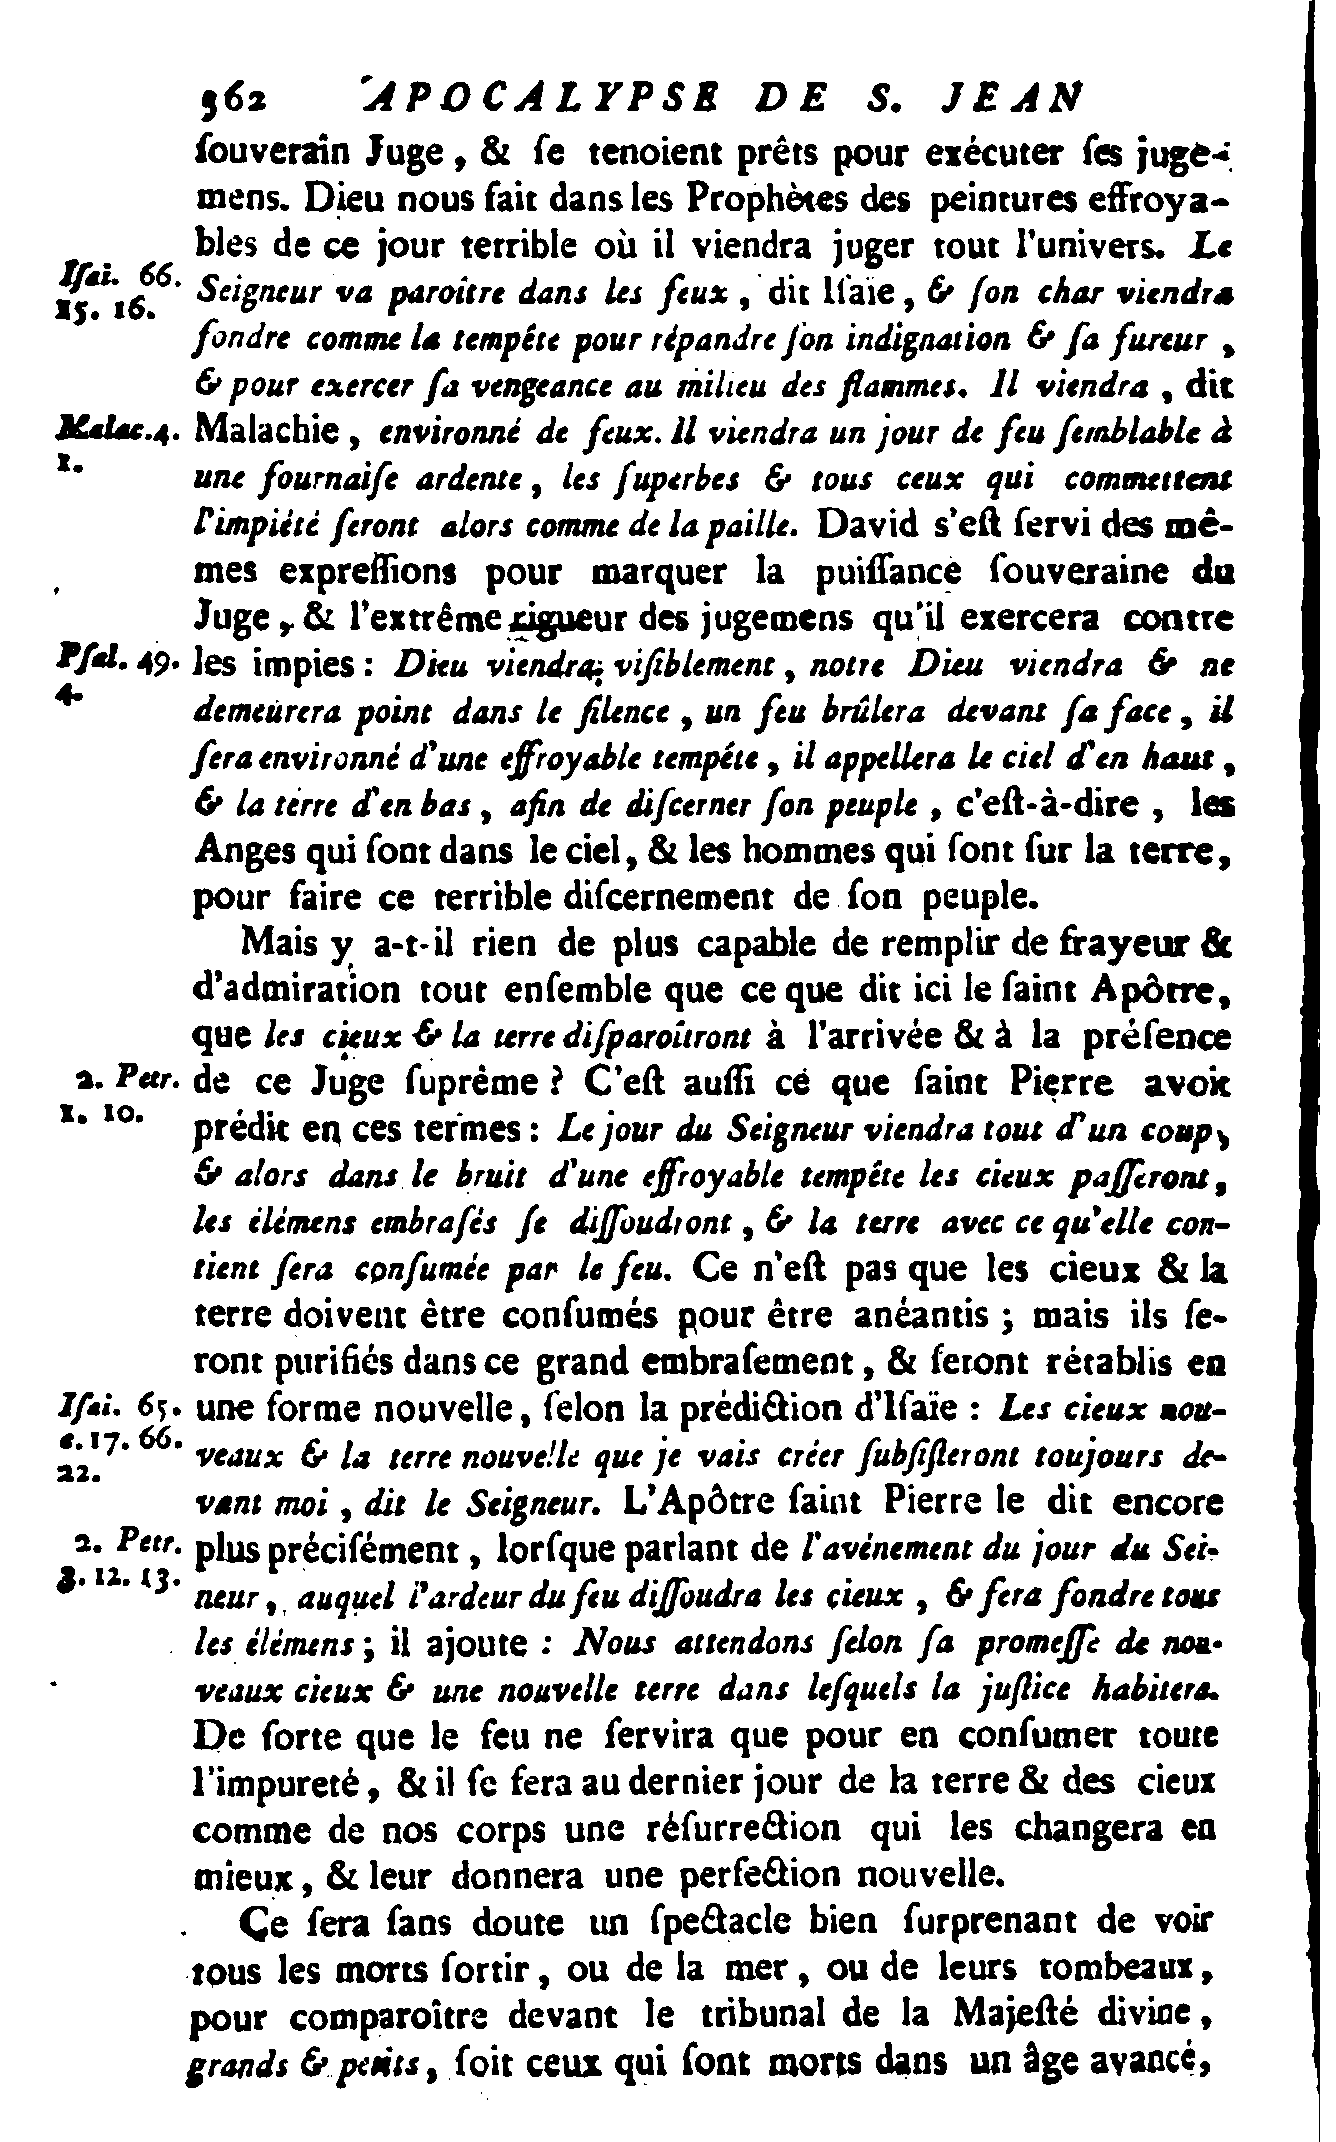 362 APOCALYPSE DE S. JEAN
ſouverain Juge, & ſe tenoient prêts pour exécuter ſes juge-
mens. Dieu nous fait dans les Prophètes des peintures effroya-
bles de ce jour terrible où il viendra juger tout l'univers. Le
Iſai. 66.
15. 16.
Seigneur va paroître dans les feux, dit Iſaïe, & ſon char viendra
fondre comme la tempête pour répandre ſon indignation & ſa fureur,
& pour exercer ſa vengeance au milieu des flammes. Il viendra, dit
Malac. 4.
1.
Malachie, environné de feux. Il viendra un jour de feu ſemblable à
une fournaiſe ardente, les ſuperbes & tous ceux qui commettent
l'impiété ſeront alors comme de la paille. David s'eſt ſervi des mê-
mes expreſſions pour marquer la puiſſance ſouveraine du
Juge, & l'extrême rigueur des jugemens qu'il exercera contre
Pſal. 49.
4.
les impies: Dieu viendra viſiblement, notre Dieu viendra & ne
demeurera point dans le ſilence, un feu brûlera devant ſa face, il
ſera environné d'une effroyable tempête, il appellera le ciel d'en haut,
& la terre d'en bas, afin de diſcerner ſon peuple, c'eſt-à-dire, les
Anges qui ſont dans le ciel, & les hommes qui ſont ſur la terre,
pour faire ce terrible diſcernement de ſon peuple.
Mais y a-t-il rien de plus capable de remplir de frayeur &
d'admiration tout enſemble que ce que dit ici le ſaint Apôtre,
que les cieux & la terre diſparoîtront à l'arrivée & à la préſence
2. Petr.
1. 10.
de ce Juge ſuprême? C'eſt auſſi ce que ſaint Pierre avoit
prédit en ces termes: Le jour du Seigneur viendra tout d'un coup,
& alors dans le bruit d'une effroyable tempête les cieux paſſeront,
les élémens embraſés ſe diſſoudront, & la terre avec ce qu'elle con-
tient ſera conſumée par le feu. Ce n'eſt pas que les cieux & la
terre doivent être conſumés pour être anéantis; mais ils ſe-
ront purifiés dans ce grand embraſement, & ſeront rétablis en
Iſai. 65.
17. 66.
22.
une forme nouvelle, ſelon la prédiction d'Iſaïe: Les cieux nou-
veaux & la terre nouvelle que je vais créer ſubſiſteront toujours de-
vant moi, dit le Seigneur. L'Apôtre ſaint Pierre le dit encore
2. Petr.
3. 12. 13.
plus préciſément, lorſque parlant de l'avénement du jour du Sei-
neur, auquel l'ardeur du feu diſſoudra les cieux, & fera fondre tous
les élémens; il ajoute: Nous attendons ſelon ſa promeſſe de nou-
veaux cieux & une nouvelle terre dans leſquels la juſtice habitera.
De ſorte que le feu ne ſervira que pour en conſumer toute
l'impureté, & il ſe fera au dernier jour de la terre & des cieux
comme de nos corps une réſurrection qui les changera en
mieux, & leur donnera une perfection nouvelle.
Ce ſera ſans doute un ſpectacle bien ſurprenant de voir
tous les morts ſortir, ou de la mer, ou de leurs tombeaux,
pour comparoître devant le tribunal de la Majeſté divine,
grands & petits, ſoit ceux qui ſont morts dans un âge avancé,